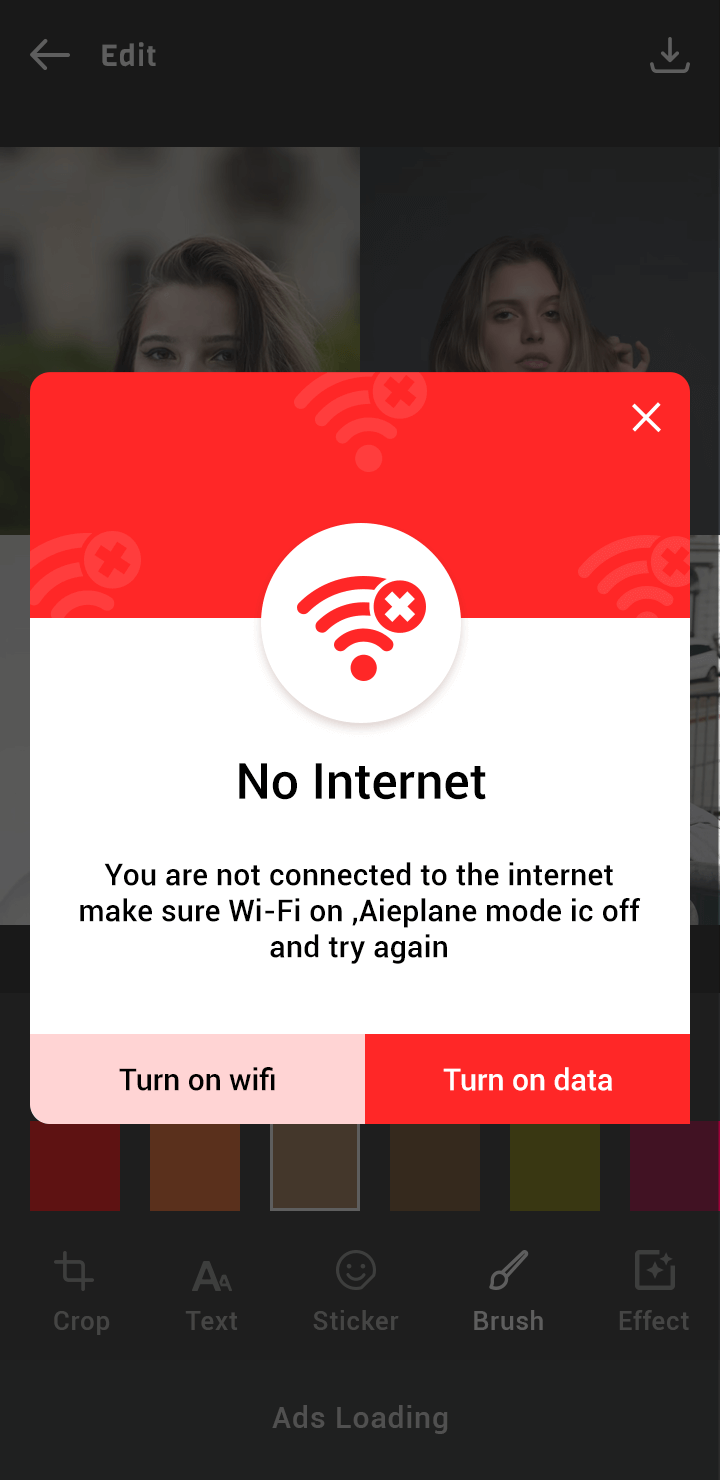 Edit
No Internet
You are not connected to the internet
make sure Wi-Fi on ,Aieplane mode ic off
and try again
Turn on wifi
Turn on data
Crop
Text
Sticker
Brush
Effect
Ads Loading